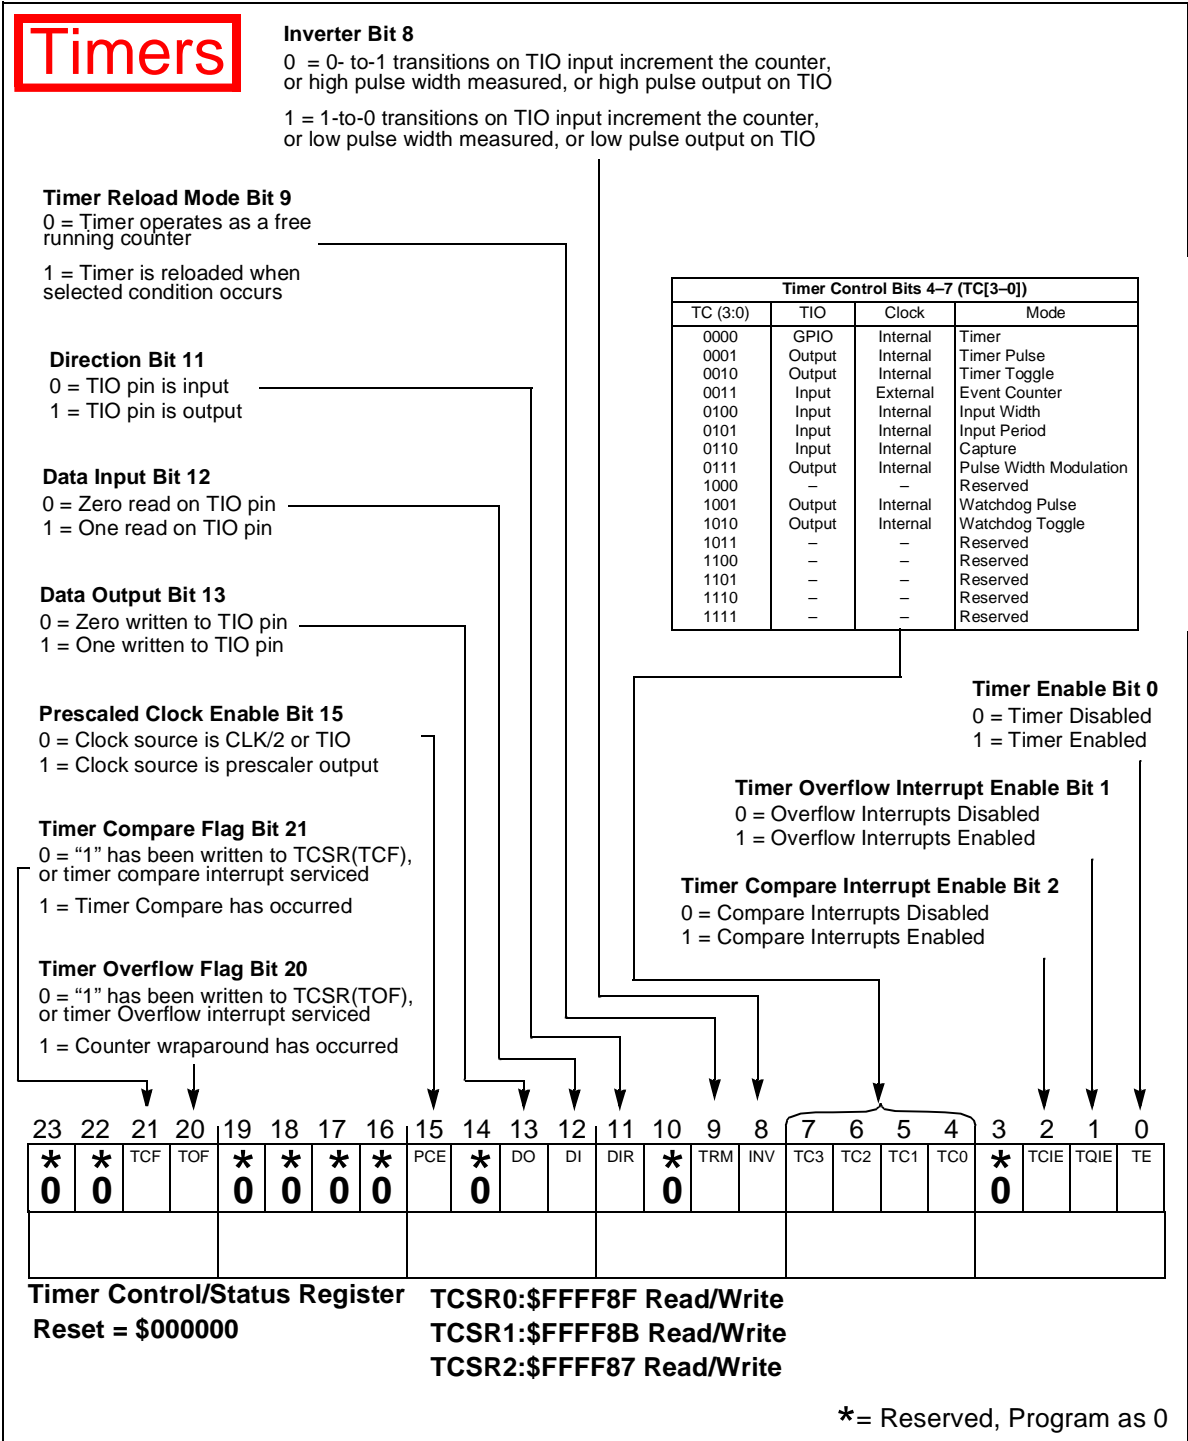 Timers
Inverter Bit 8
0 = 0- to-1 transitions on TIO input increment the counter,
or high pulse width measured, or high pulse output on TIO
1 = 1-to-0 transitions on TIO input increment the counter,
or low pulse width measured, or low pulse output on TIO
Timer Reload Mode Bit 9
0 = Timer operates as a free
running counter
1 = Timer is reloaded when
selected condition occurs
Direction Bit 11
0 = TIO pin is input
1 = TIO pin is output
Data Input Bit 12
0 = Zero read on TIO pin
1 = One read on TIO pin
Data Output Bit 13
0 = Zero written to TIO pin
1 = One written to TIO pin
Prescaled Clock Enable Bit 15
0 = Clock source is CLK/2 or TIO
1 = Clock source is prescaler output
Timer Compare Flag Bit 21
0 = “1” has been written to TCSR(TCF),
or timer compare interrupt serviced
1 = Timer Compare has occurred
Timer Overflow Flag Bit 20
0 = “1” has been written to TCSR(TOF),
or timer Overflow interrupt serviced
1 = Counter wraparound has occurred
Timer Control Bits 4–7 (TC[3–0])
TC (3:0) TIO Clock Mode
0000 GPIO Internal Timer
0001 Output Internal Timer Pulse
0010 Output Internal Timer Toggle
0011 Input External Event Counter
0100 Input Internal Input Width
0101 Input Internal Input Period
0110 Input Internal Capture
0111 Output Internal Pulse Width Modulation
1000 – – Reserved
1001 Output Internal Watchdog Pulse
1010 Output Internal Watchdog Toggle
1011 – – Reserved
1100 – – Reserved
1101 – – Reserved
1110 – – Reserved
1111 – – Reserved
Timer Enable Bit 0
0 = Timer Disabled
1 = Timer Enabled
Timer Overflow Interrupt Enable Bit 1
0 = Overflow Interrupts Disabled
1 = Overflow Interrupts Enabled
Timer Compare Interrupt Enable Bit 2
0 = Compare Interrupts Disabled
1 = Compare Interrupts Enabled
23 22 21 20 19 18 17 16 15 14 13 12 11 10 9 8 7 6 5 4 3 2 1 0
* * TCF TOF * * * * PCE * DO DI DIR * TRM INV TC3 TC2 TC1 TC0 * TCIE TQIE TE
0 0 0 0 0 0 0 0 0
Timer Control/Status Register
Reset = $000000
TCSR0:$FFFF8F Read/Write
TCSR1:$FFFF8B Read/Write
TCSR2:$FFFF87 Read/Write
* = Reserved, Program as 0